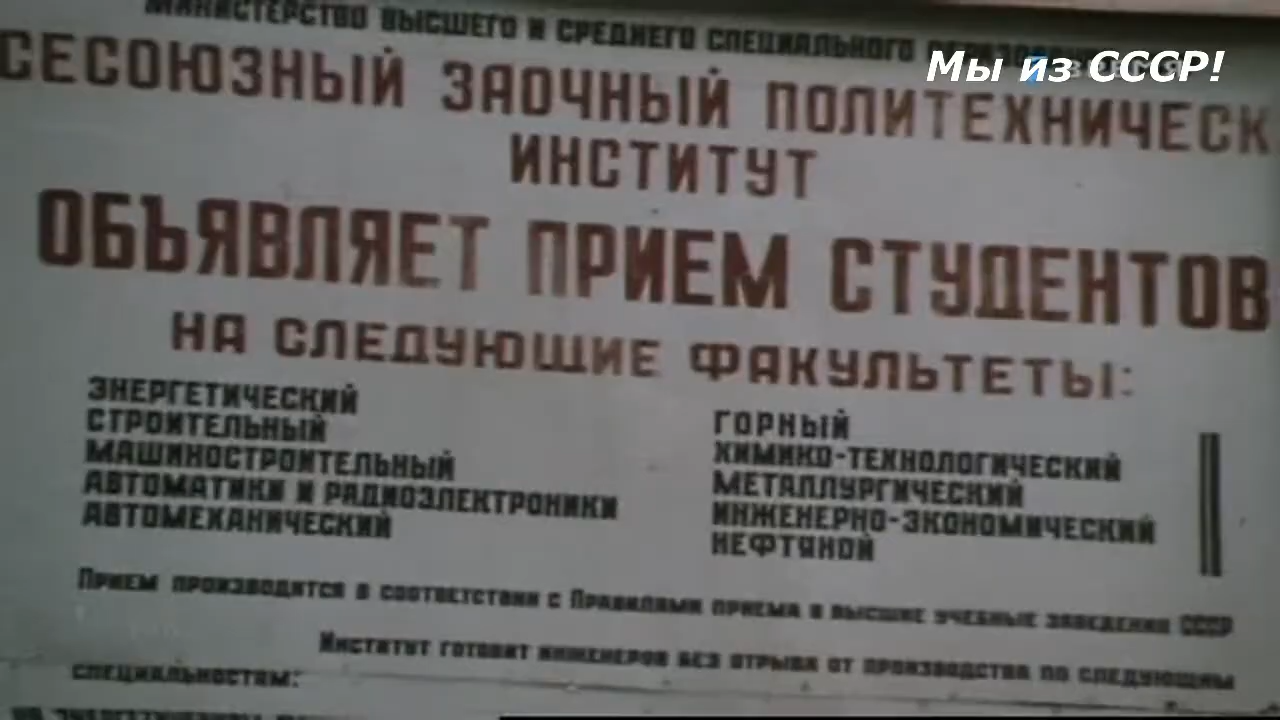 МИНИСТЕРСТВО ВЫСШЕГО И СРЕДНЕГО СПЕЦИАЛЬНОГО
Мы из СССР!
СЕСОЮЗНЫЙ ЗАОЧНЫЙ ПОЛИТЕХНИЧЕСК
ИНСТИТУТ
ОБЪЯВЛЯЕТ ПРИЕМ СТУДЕНТОВ
НА СЛЕДУЮЩИЕ ФАКУЛЬТЕТЫ:
ЭНЕРГЕТИЧЕСКИЙ
СТРОИТЕЛЬНЫЙ
МАШИНОСТРОИТЕЛЬНЫЙ
АВТОМАТИКИ И РАДИОЭЛЕКТРОНИКИ
АВТОМЕХАНИЧЕСКИЙ
ГОРНЫЙ
ХИМИКО-ТЕХНОЛОГИЧЕСКИЙ
МЕТАЛЛУРГИЧЕСКИЙ
ИНЖЕНЕРНО-ЭКОНОМИЧЕСКИЙ
НЕФТЯНОЙ
ПРИЕМ ПРОИЗВОДИТСЯ В СООТВЕТСТВИИ С ПРАВИЛАМИ ПРИЕМА В ВЫСШИЕ УЧЕБНЫЕ ЗАВЕДЕНИЯ СССР
ИНСТИТУТ ГОТОВИТ ИНЖЕНЕРОВ БЕЗ ОТРЫВА ОТ ПРОИЗВОДСТВА ПО СЛЕДУЮЩИМ
СПЕЦИАЛЬНОСТЯМ: